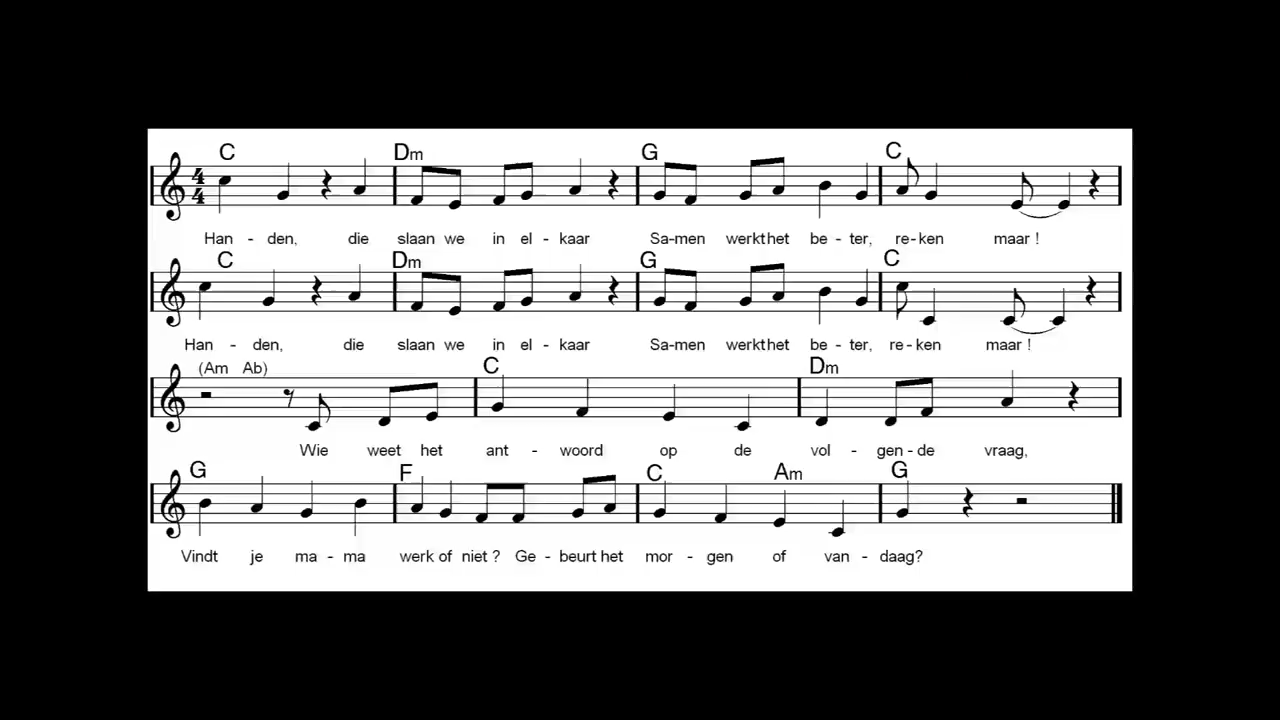 C Dm G C
4
4
Han - den, die slaan we in el - kaar Sa-men werkt het be - ter, re-ken maar !
C Dm G C
Han - den, die slaan we in el - kaar Sa-men werkt het be - ter, re-ken maar !
(Am Ab) C Dm
Wie weet het ant - woord op de vol - gen - de vraag,
G F C Am G
Vindt je ma - ma werk of niet ? Ge - beurt het mor - gen of van - daag?